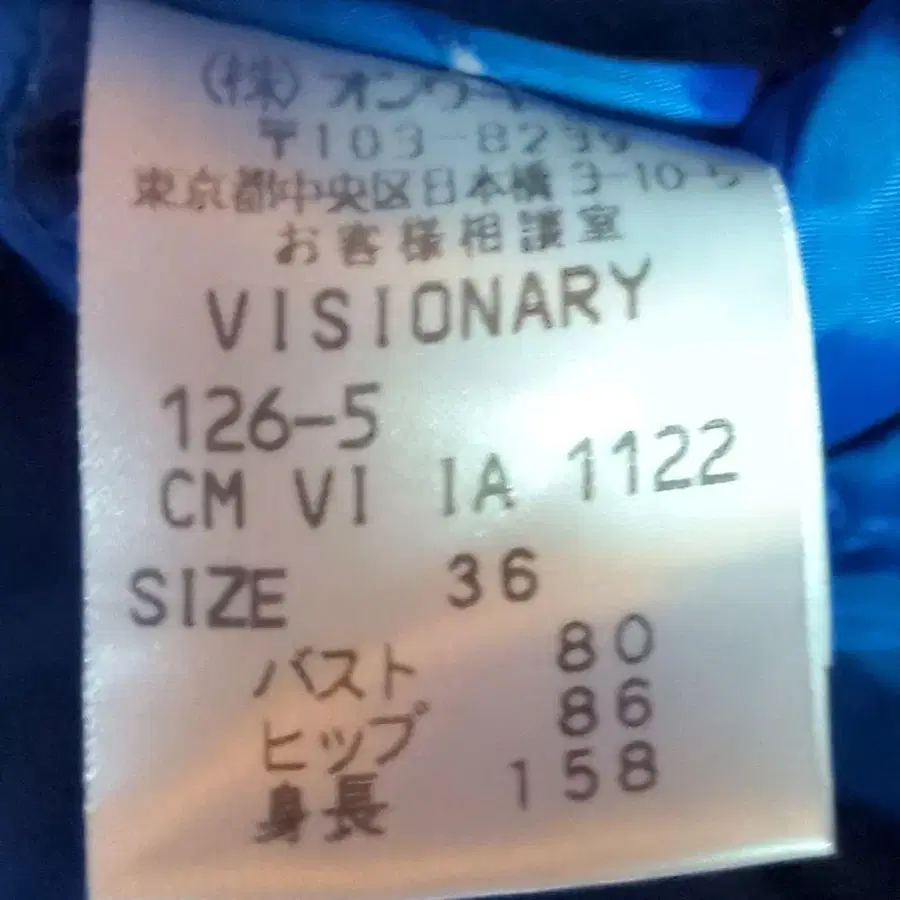 (株)オンワード
〒103-8239
東京都中央区日本橋3-10-5
お客様相談室
VISIONARY
126-5
CM VI IA 1122
SIZE 36
バスト 80
ヒップ 86
身長 158